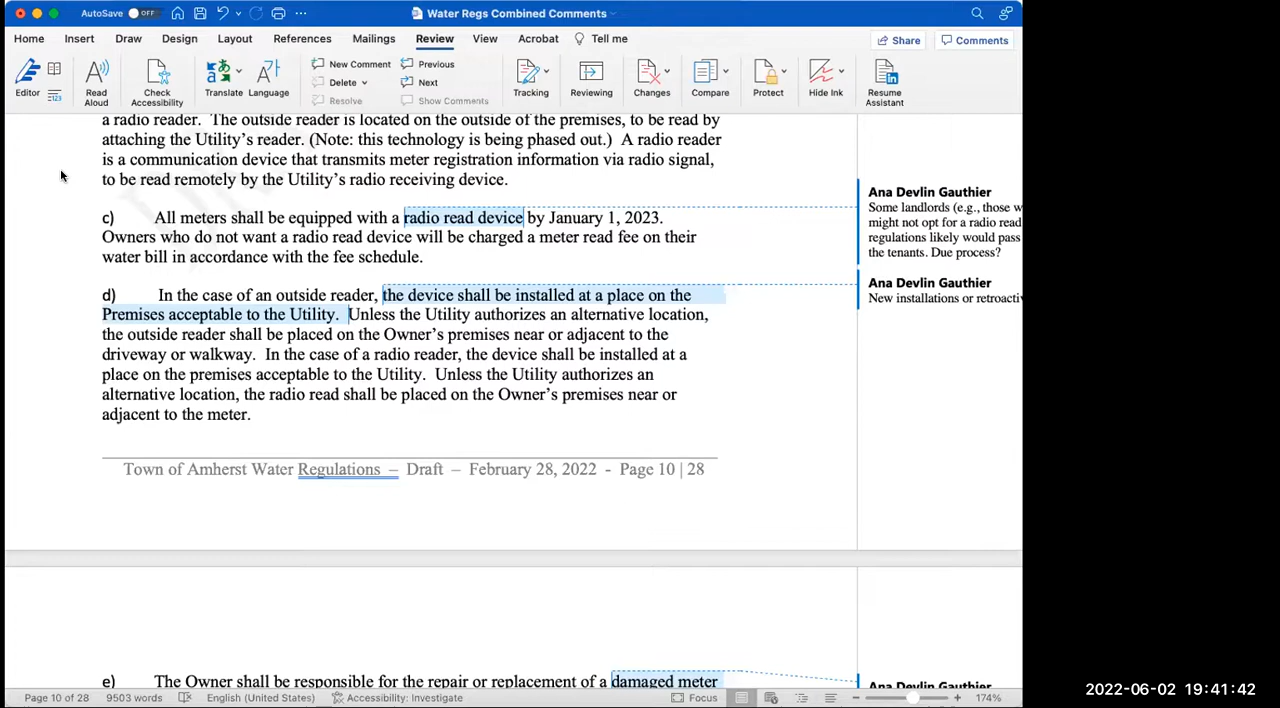 AutoSave OFF
Water Regs Combined Comments
Home Insert Draw Design Layout References Mailings Review View Acrobat Tell me Share Comments
New Comment Previous
Delete Next
Resolve Show Comments
Editor Read Aloud Check Accessibility Translate Language Tracking Reviewing Changes Compare Protect Hide Ink Resume Assistant
a radio reader. The outside reader is located on the outside of the premises, to be read by
attaching the Utility's reader. (Note: this technology is being phased out.) A radio reader
is a communication device that transmits meter registration information via radio signal,
to be read remotely by the Utility's radio receiving device.
c) All meters shall be equipped with a radio read device by January 1, 2023.
Owners who do not want a radio read device will be charged a meter read fee on their
water bill in accordance with the fee schedule.
d) In the case of an outside reader, the device shall be installed at a place on the
Premises acceptable to the Utility. Unless the Utility authorizes an alternative location,
the outside reader shall be placed on the Owner's premises near or adjacent to the
driveway or walkway. In the case of a radio reader, the device shall be installed at a
place on the premises acceptable to the Utility. Unless the Utility authorizes an
alternative location, the radio read shall be placed on the Owner's premises near or
adjacent to the meter.
Town of Amherst Water Regulations – Draft – February 28, 2022 - Page 10 | 28
e) The Owner shall be responsible for the repair or replacement of a damaged meter
Ana Devlin Gauthier
Some landlords (e.g., those w
might not opt for a radio read
regulations likely would pass
the tenants. Due process?
Ana Devlin Gauthier
New installations or retroacti
Ana Devlin Gauthier
Page 10 of 28 9503 words English (United States) Accessibility: Investigate Focus 174%
2022-06-02 19:41:42